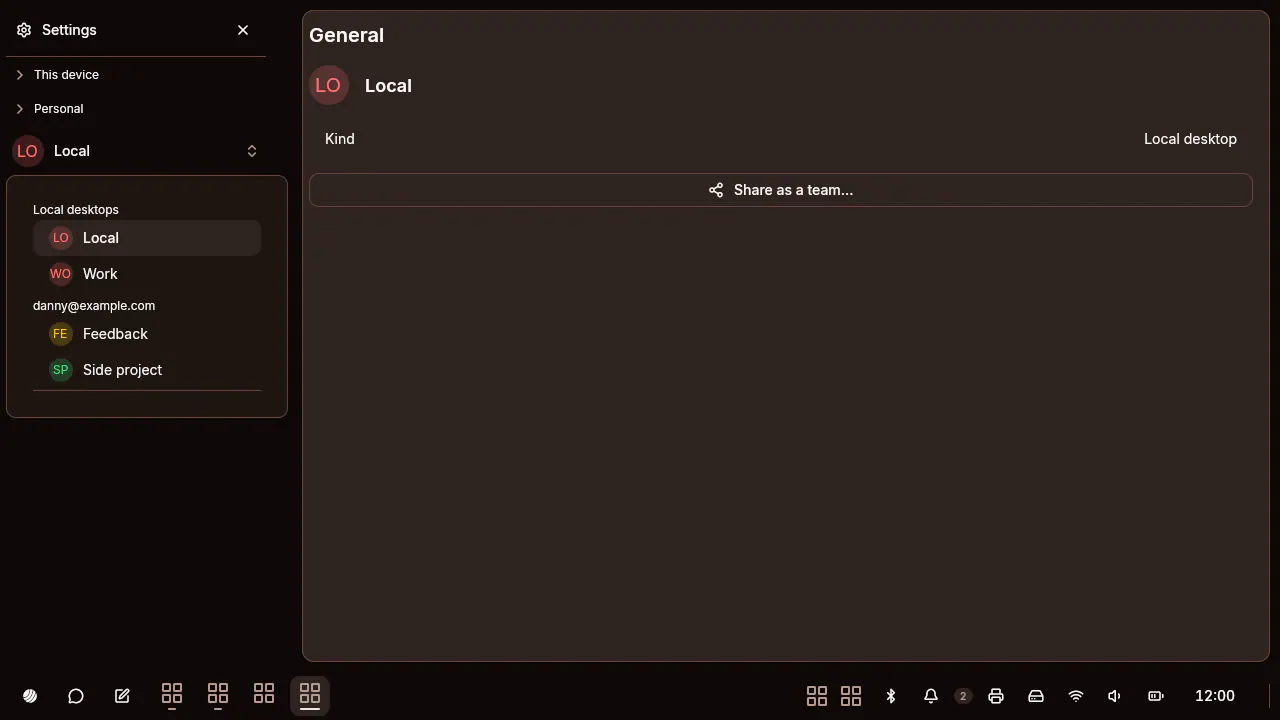 Settings
This device
Personal
LO Local
Local desktops
LO Local
WO Work
danny@example.com
FE Feedback
SP Side project
General
LO Local
Kind Local desktop
Share as a team...
2 12:00